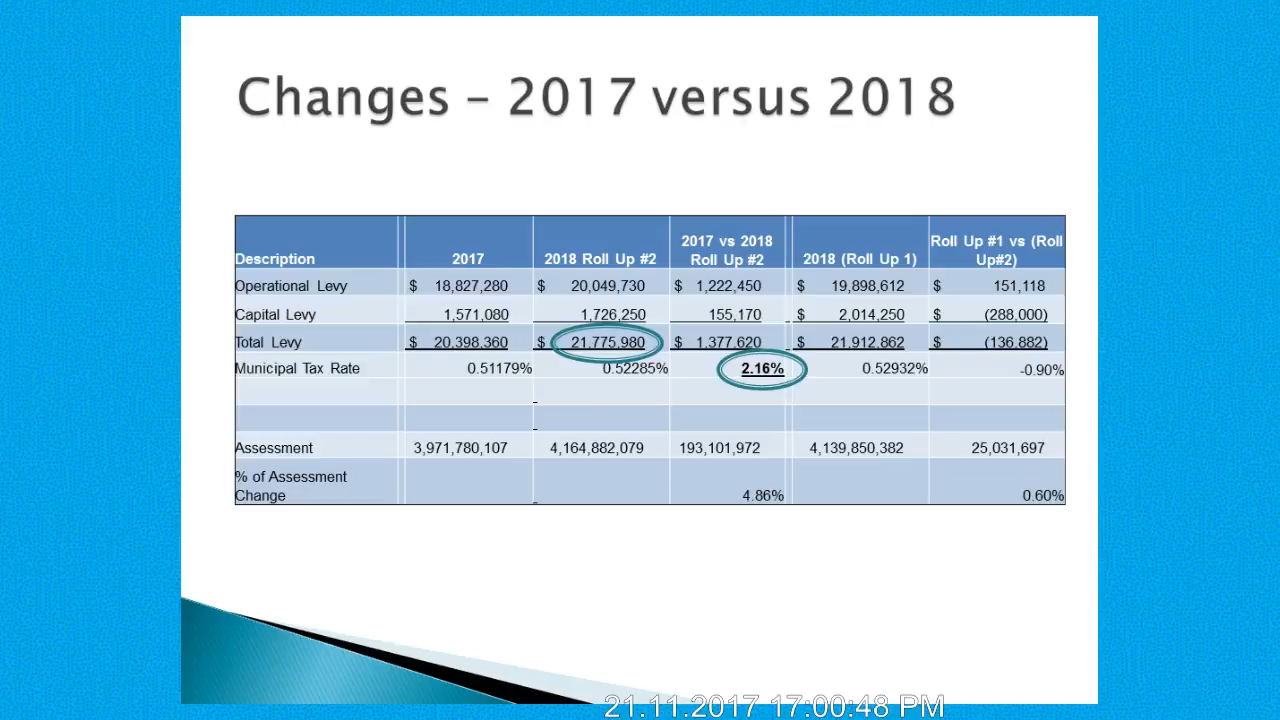 Changes – 2017 versus 2018
Description 2017 2018 Roll Up #2 2017 vs 2018 Roll Up #2 2018 (Roll Up 1) Roll Up #1 vs (Roll Up#2)
Operational Levy $ 18,827,280 $ 20,049,730 $ 1,222,450 $ 19,898,612 $ 151,118
Capital Levy 1,571,080 1,726,250 155,170 $ 2,014,250 $ (288,000)
Total Levy $ 20,398,360 $ 21,775,980 $ 1,377,620 $ 21,912,862 $ (136,882)
Municipal Tax Rate 0.51179% 0.52285% 2.16% 0.52932% -0.90%
Assessment 3,971,780,107 4,164,882,079 193,101,972 4,139,850,382 25,031,697
% of Assessment
Change 4.86% 0.60%
21.11.2017 17:00:48 PM